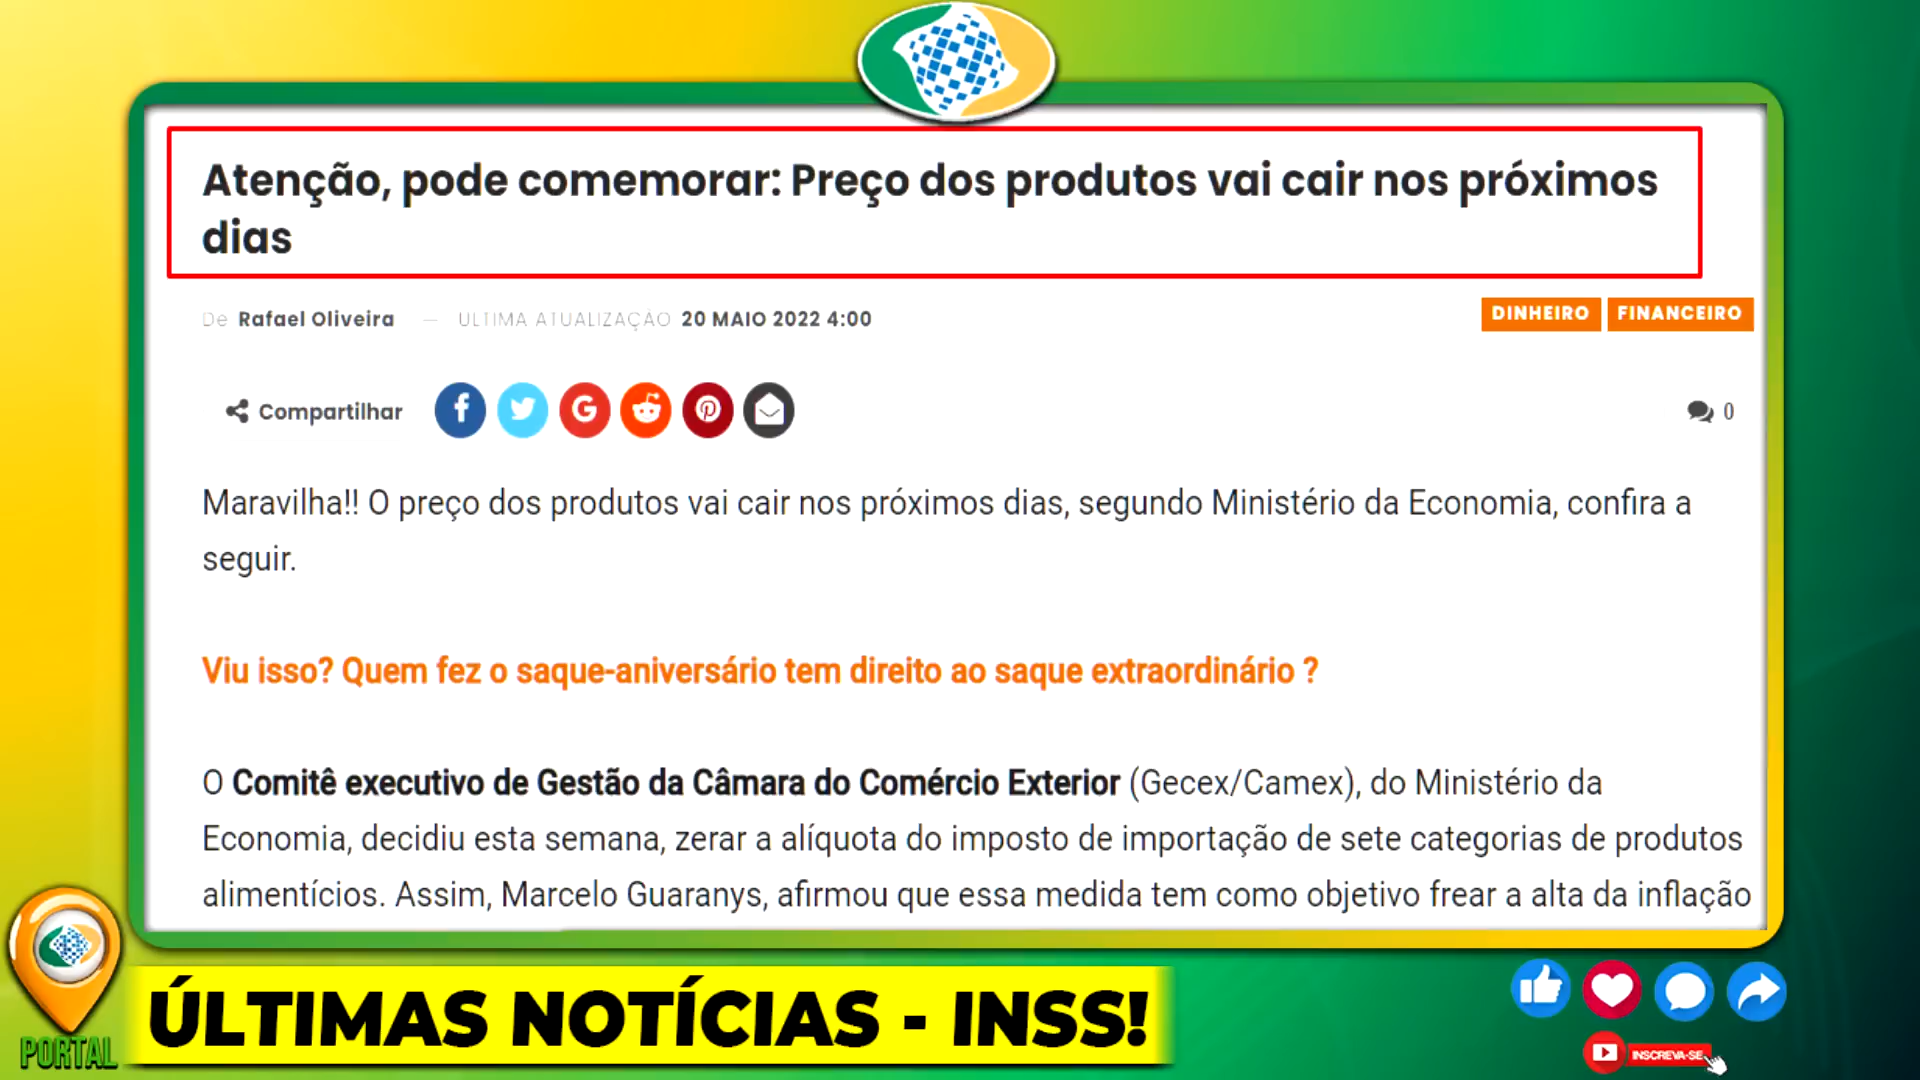 Atenção, pode comemorar: Preço dos produtos vai cair nos próximos
dias
De Rafael Oliveira — ULTIMA ATUALIZAÇÃO 20 MAIO 2022 4:00
DINHEIRO FINANCEIRO
Compartilhar
0
Maravilha!! O preço dos produtos vai cair nos próximos dias, segundo Ministério da Economia, confira a
seguir.
Viu isso? Quem fez o saque-aniversário tem direito ao saque extraordinário ?
O Comitê executivo de Gestão da Câmara do Comércio Exterior (Gecex/Camex), do Ministério da
Economia, decidiu esta semana, zerar a alíquota do imposto de importação de sete categorias de produtos
alimentícios. Assim, Marcelo Guaranys, afirmou que essa medida tem como objetivo frear a alta da inflação
ÚLTIMAS NOTÍCIAS - INSS!
PORTAL
INSCREVA-SE